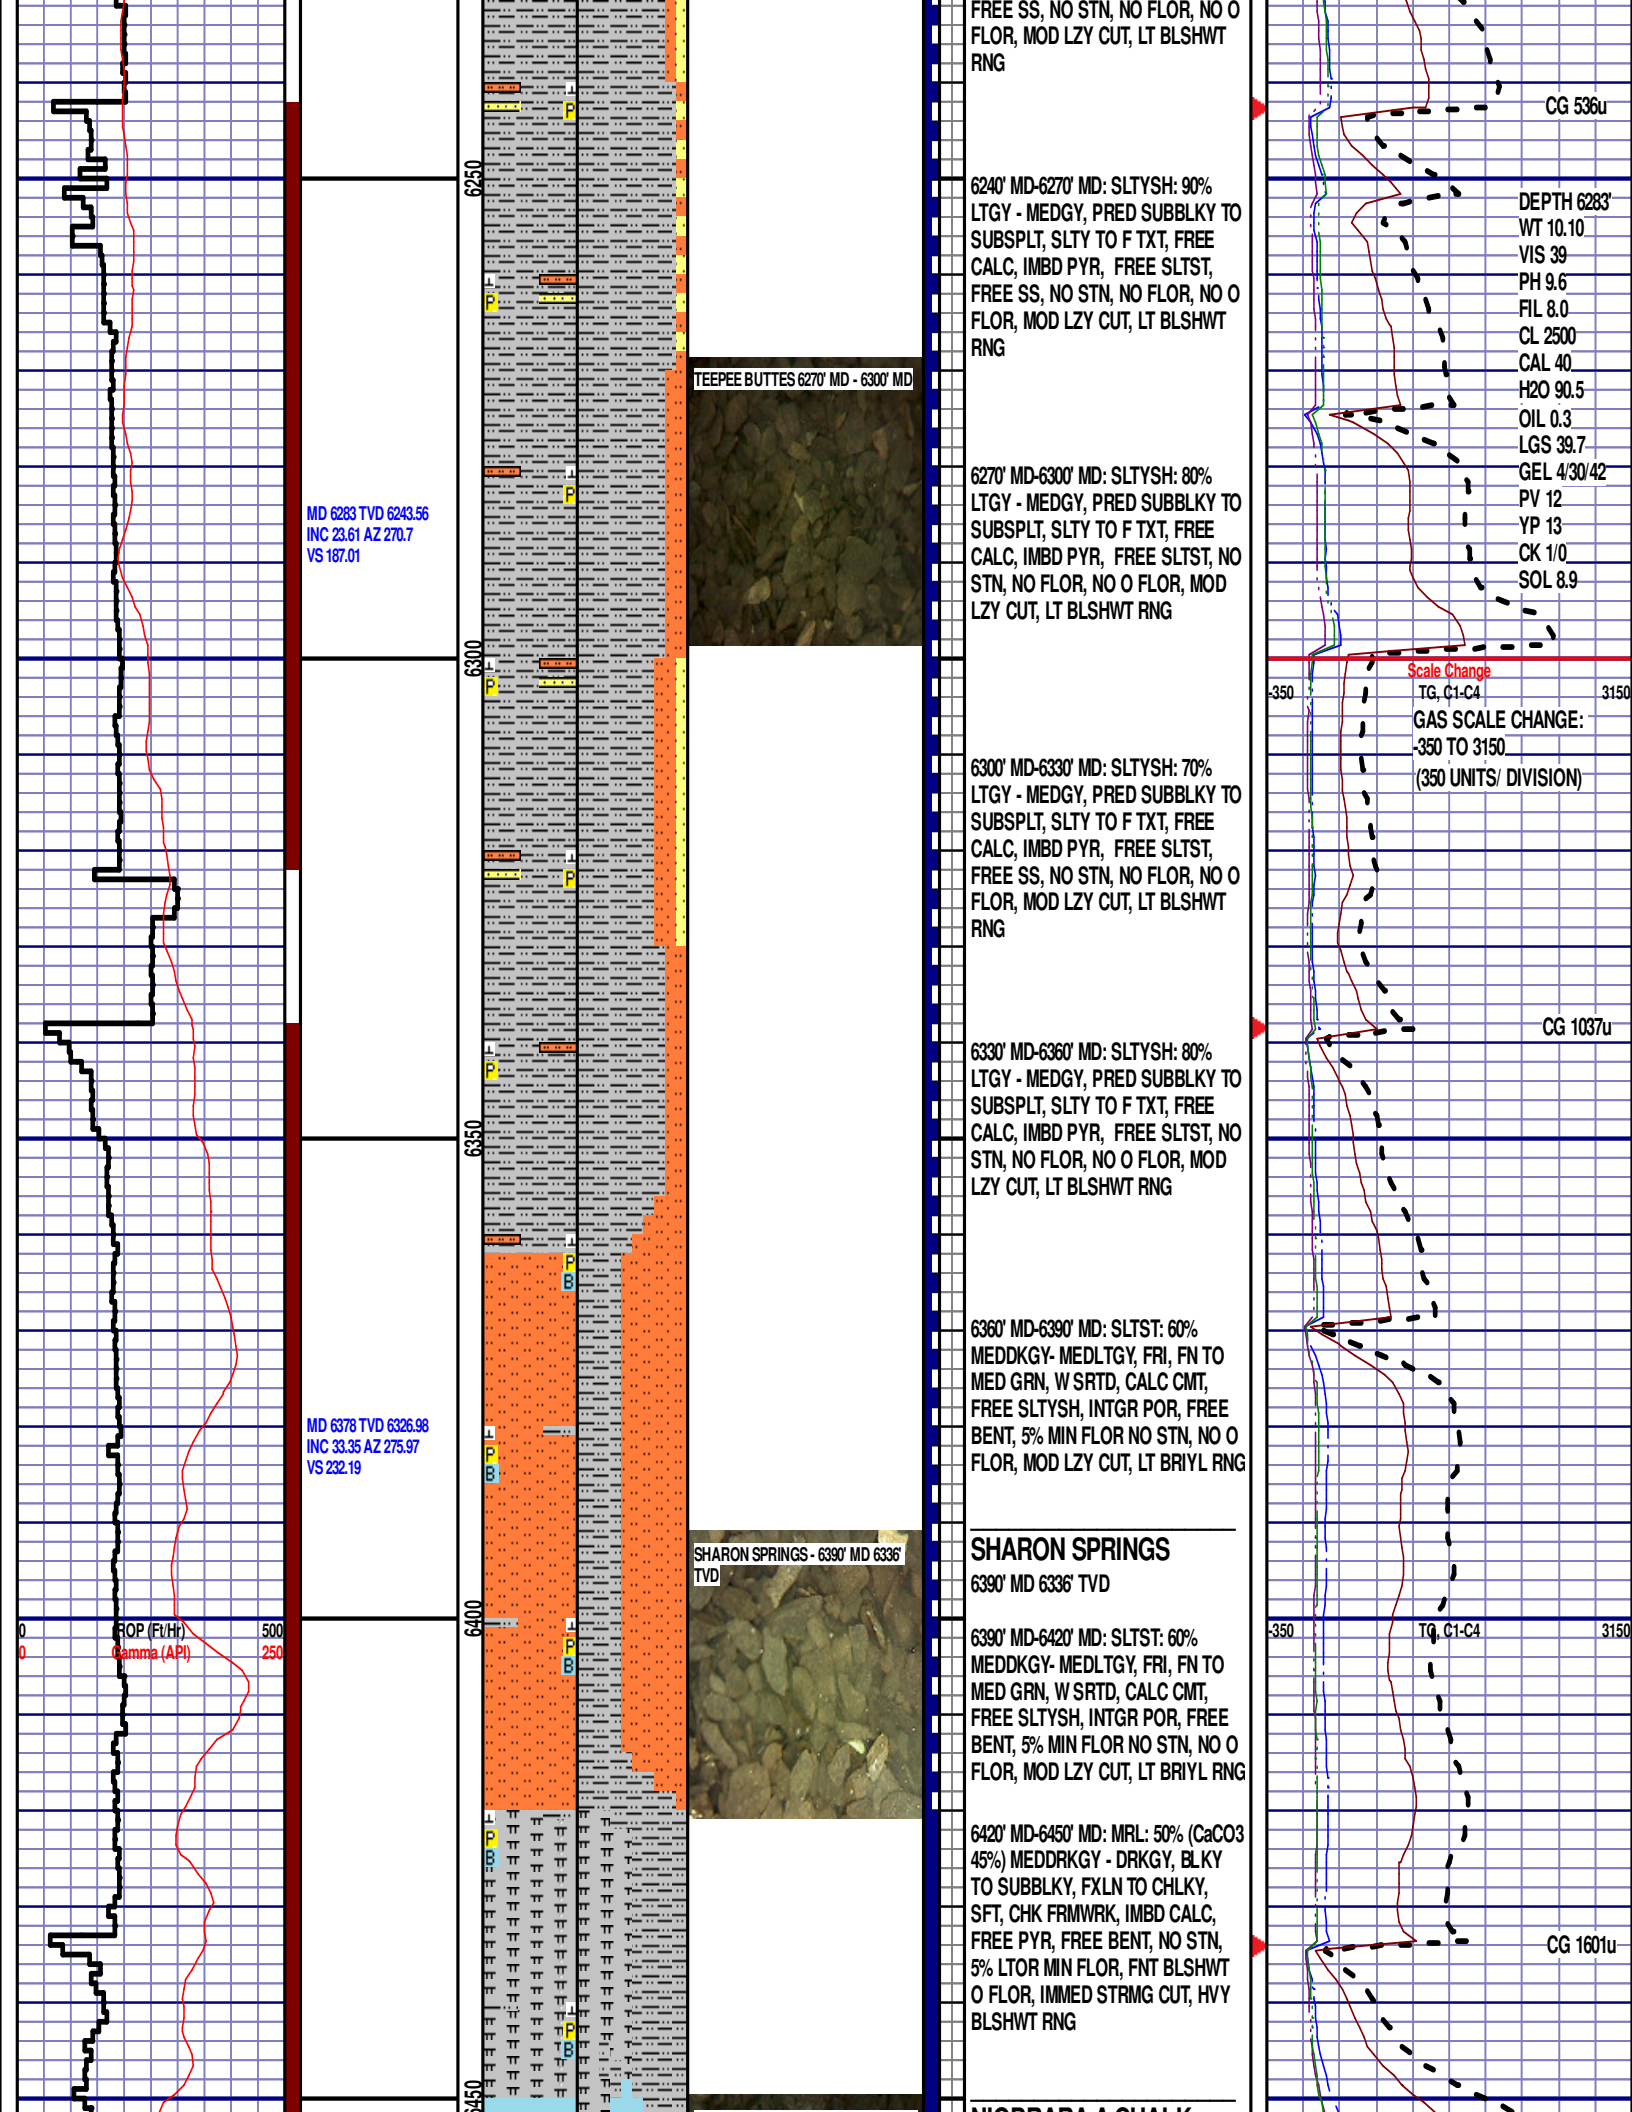 FREE SS, NO STN, NO FLOR, NO O
FLOR, MOD LZY CUT, LT BLSHWT
RNG
CG 536u
6250
6240' MD-6270' MD: SLTYSH: 90%
LTGY - MEDGY, PRED SUBBLKY TO
SUBSPLT, SLTY TO F TXT, FREE
CALC, IMBD PYR, FREE SLTST,
FREE SS, NO STN, NO FLOR, NO O
FLOR, MOD LZY CUT, LT BLSHWT
RNG
DEPTH 6283'
WT 10.10
VIS 39
PH 9.6
FIL 8.0
CL 2500
CAL 40
H2O 90.5
OIL 0.3
LGS 39.7
GEL 4/30/42
PV 12
YP 13
CK 1/0
SOL 8.9
TEEPEE BUTTES 6270' MD - 6300' MD
6270' MD-6300' MD: SLTYSH: 80%
LTGY - MEDGY, PRED SUBBLKY TO
SUBSPLT, SLTY TO F TXT, FREE
CALC, IMBD PYR, FREE SLTST, NO
STN, NO FLOR, NO O FLOR, MOD
LZY CUT, LT BLSHWT RNG
MD 6283 TVD 6243.56
INC 23.61 AZ 270.7
VS 187.01
6300
Scale Change
-350 TG, C1-C4 3150
GAS SCALE CHANGE:
-350 TO 3150
(350 UNITS/ DIVISION)
6300' MD-6330' MD: SLTYSH: 70%
LTGY - MEDGY, PRED SUBBLKY TO
SUBSPLT, SLTY TO F TXT, FREE
CALC, IMBD PYR, FREE SLTST,
FREE SS, NO STN, NO FLOR, NO O
FLOR, MOD LZY CUT, LT BLSHWT
RNG
CG 1037u
6330' MD-6360' MD: SLTYSH: 80%
LTGY - MEDGY, PRED SUBBLKY TO
SUBSPLT, SLTY TO F TXT, FREE
CALC, IMBD PYR, FREE SLTST, NO
STN, NO FLOR, NO O FLOR, MOD
LZY CUT, LT BLSHWT RNG
6350
6360' MD-6390' MD: SLTST: 60%
MEDDKGY- MEDLTGY, FRI, FN TO
MED GRN, W SRTD, CALC CMT,
FREE SLTYSH, INTGR POR, FREE
BENT, 5% MIN FLOR NO STN, NO O
FLOR, MOD LZY CUT, LT BRIYL RNG
MD 6378 TVD 6326.98
INC 33.35 AZ 275.97
VS 232.19
SHARON SPRINGS - 6390' MD 6336'
TVD
SHARON SPRINGS
6390' MD 6336' TVD
6400
0 ROP (Ft/Hr) 500
0 Gamma (API) 250
-350 TG, C1-C4 3150
6390' MD-6420' MD: SLTST: 60%
MEDDKGY- MEDLTGY, FRI, FN TO
MED GRN, W SRTD, CALC CMT,
FREE SLTYSH, INTGR POR, FREE
BENT, 5% MIN FLOR NO STN, NO O
FLOR, MOD LZY CUT, LT BRIYL RNG
6420' MD-6450' MD: MRL: 50% (CaCO3
45%) MEDDRKGY - DRKGY, BLKY
TO SUBBLKY, FXLN TO CHLKY,
SFT, CHK FRMWRK, IMBD CALC,
FREE PYR, FREE BENT, NO STN,
5% LTOR MIN FLOR, FNT BLSHWT
O FLOR, IMMED STRMG CUT, HVY
BLSHWT RNG
CG 1601u
6450
NIOBRARA A CHALK